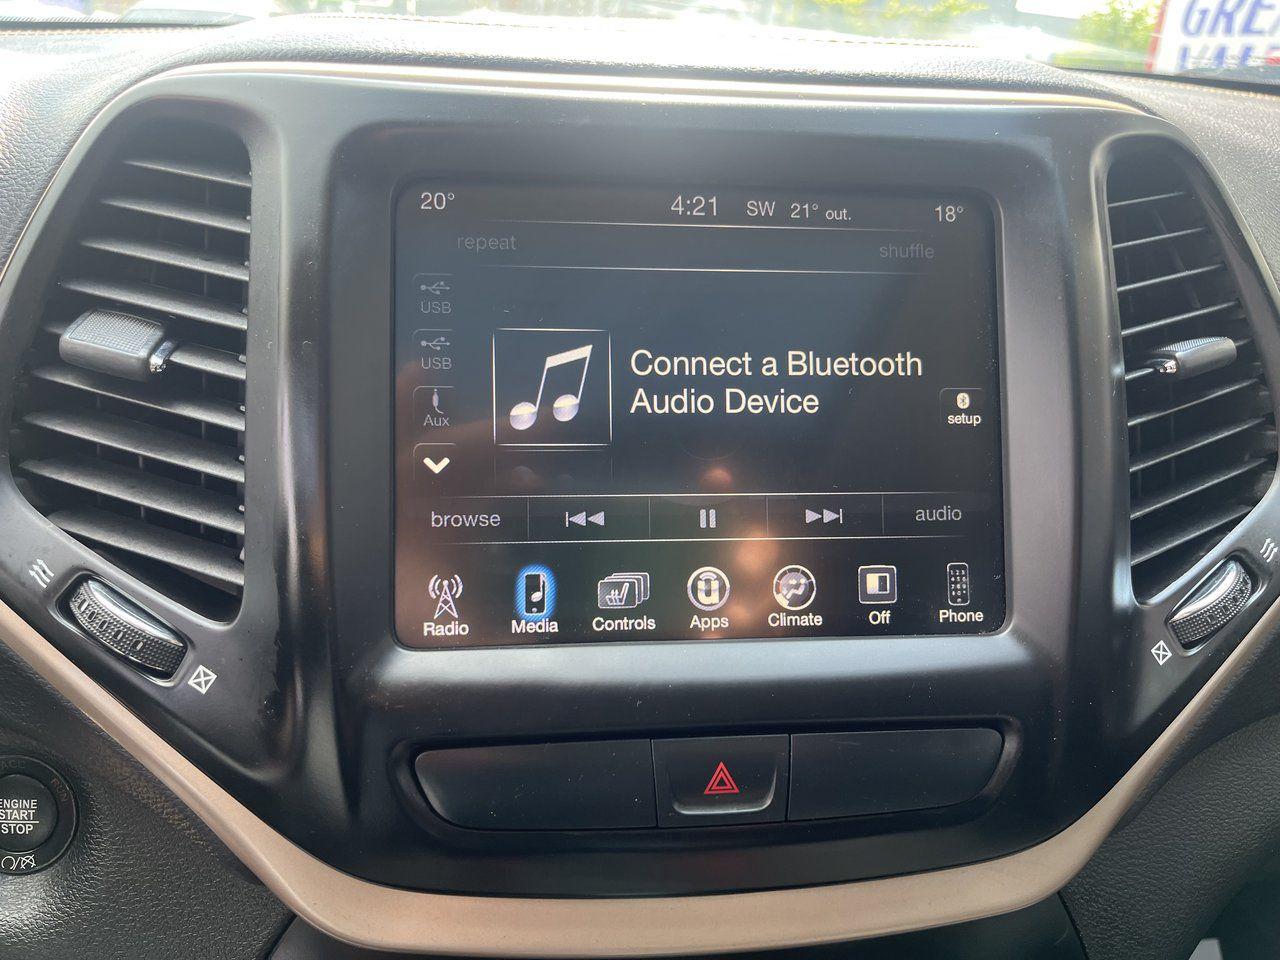 GRE
20°
4:21 SW 21° out.
18°
repeat
shuffle
USB
USB
Aux
Connect a Bluetooth
Audio Device
setup
browse
audio
Radio
Media
Controls
Apps
Climate
Off
Phone
ENGINE
START
STOP